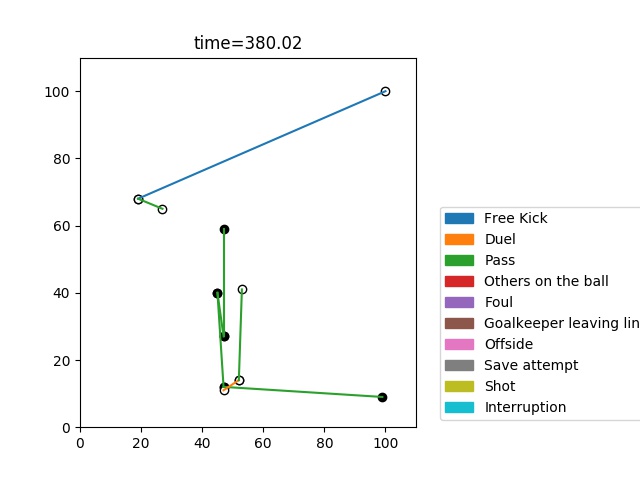 time=380.02
100
80
60
40
20
0
0 20 40 60 80 100
Free Kick
Duel
Pass
Others on the ball
Foul
Goalkeeper leaving lin
Offside
Save attempt
Shot
Interruption